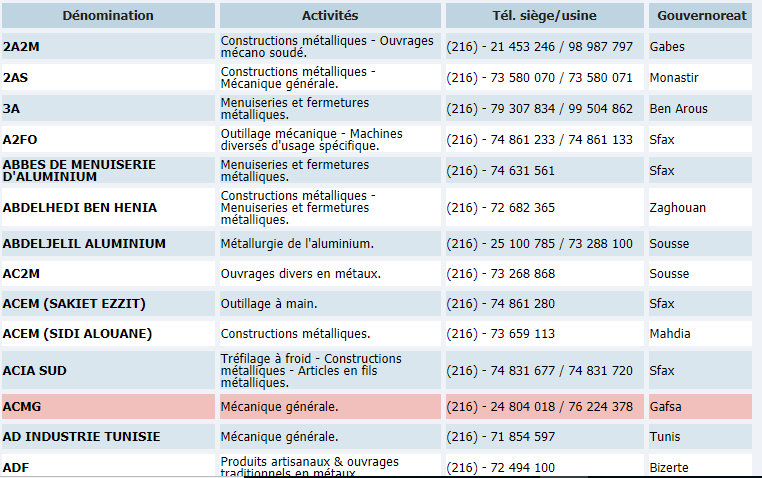 Dénomination Activités Tél. siège/usine Gouvernoreat
2A2M Constructions métalliques - Ouvrages mécano soudé. (216) - 21 453 246 / 98 987 797 Gabes
2AS Constructions métalliques - Mécanique générale. (216) - 73 580 070 / 73 580 071 Monastir
3A Menuiseries et fermetures métalliques. (216) - 79 307 834 / 99 504 862 Ben Arous
A2FO Outillage mécanique - Machines diverses d'usage spécifique. (216) - 74 861 233 / 74 861 133 Sfax
ABBES DE MENUISERIE D'ALUMINIUM Menuiseries et fermetures métalliques. (216) - 74 631 561 Sfax
ABDELHEDI BEN HENIA Constructions métalliques - Menuiseries et fermetures métalliques. (216) - 72 682 365 Zaghouan
ABDELJELIL ALUMINIUM Métallurgie de l'aluminium. (216) - 25 100 785 / 73 288 100 Sousse
AC2M Ouvrages divers en métaux. (216) - 73 268 868 Sousse
ACEM (SAKIET EZZIT) Outillage à main. (216) - 74 861 280 Sfax
ACEM (SIDI ALOUANE) Constructions métalliques. (216) - 73 659 113 Mahdia
ACIA SUD Tréfilage à froid - Constructions métalliques - Articles en fils métalliques. (216) - 74 831 677 / 74 831 720 Sfax
ACMG Mécanique générale. (216) - 24 804 018 / 76 224 378 Gafsa
AD INDUSTRIE TUNISIE Mécanique générale. (216) - 71 854 597 Tunis
ADF Produits artisanaux & ouvrages traditionnels en métaux (216) - 72 494 100 Bizerte